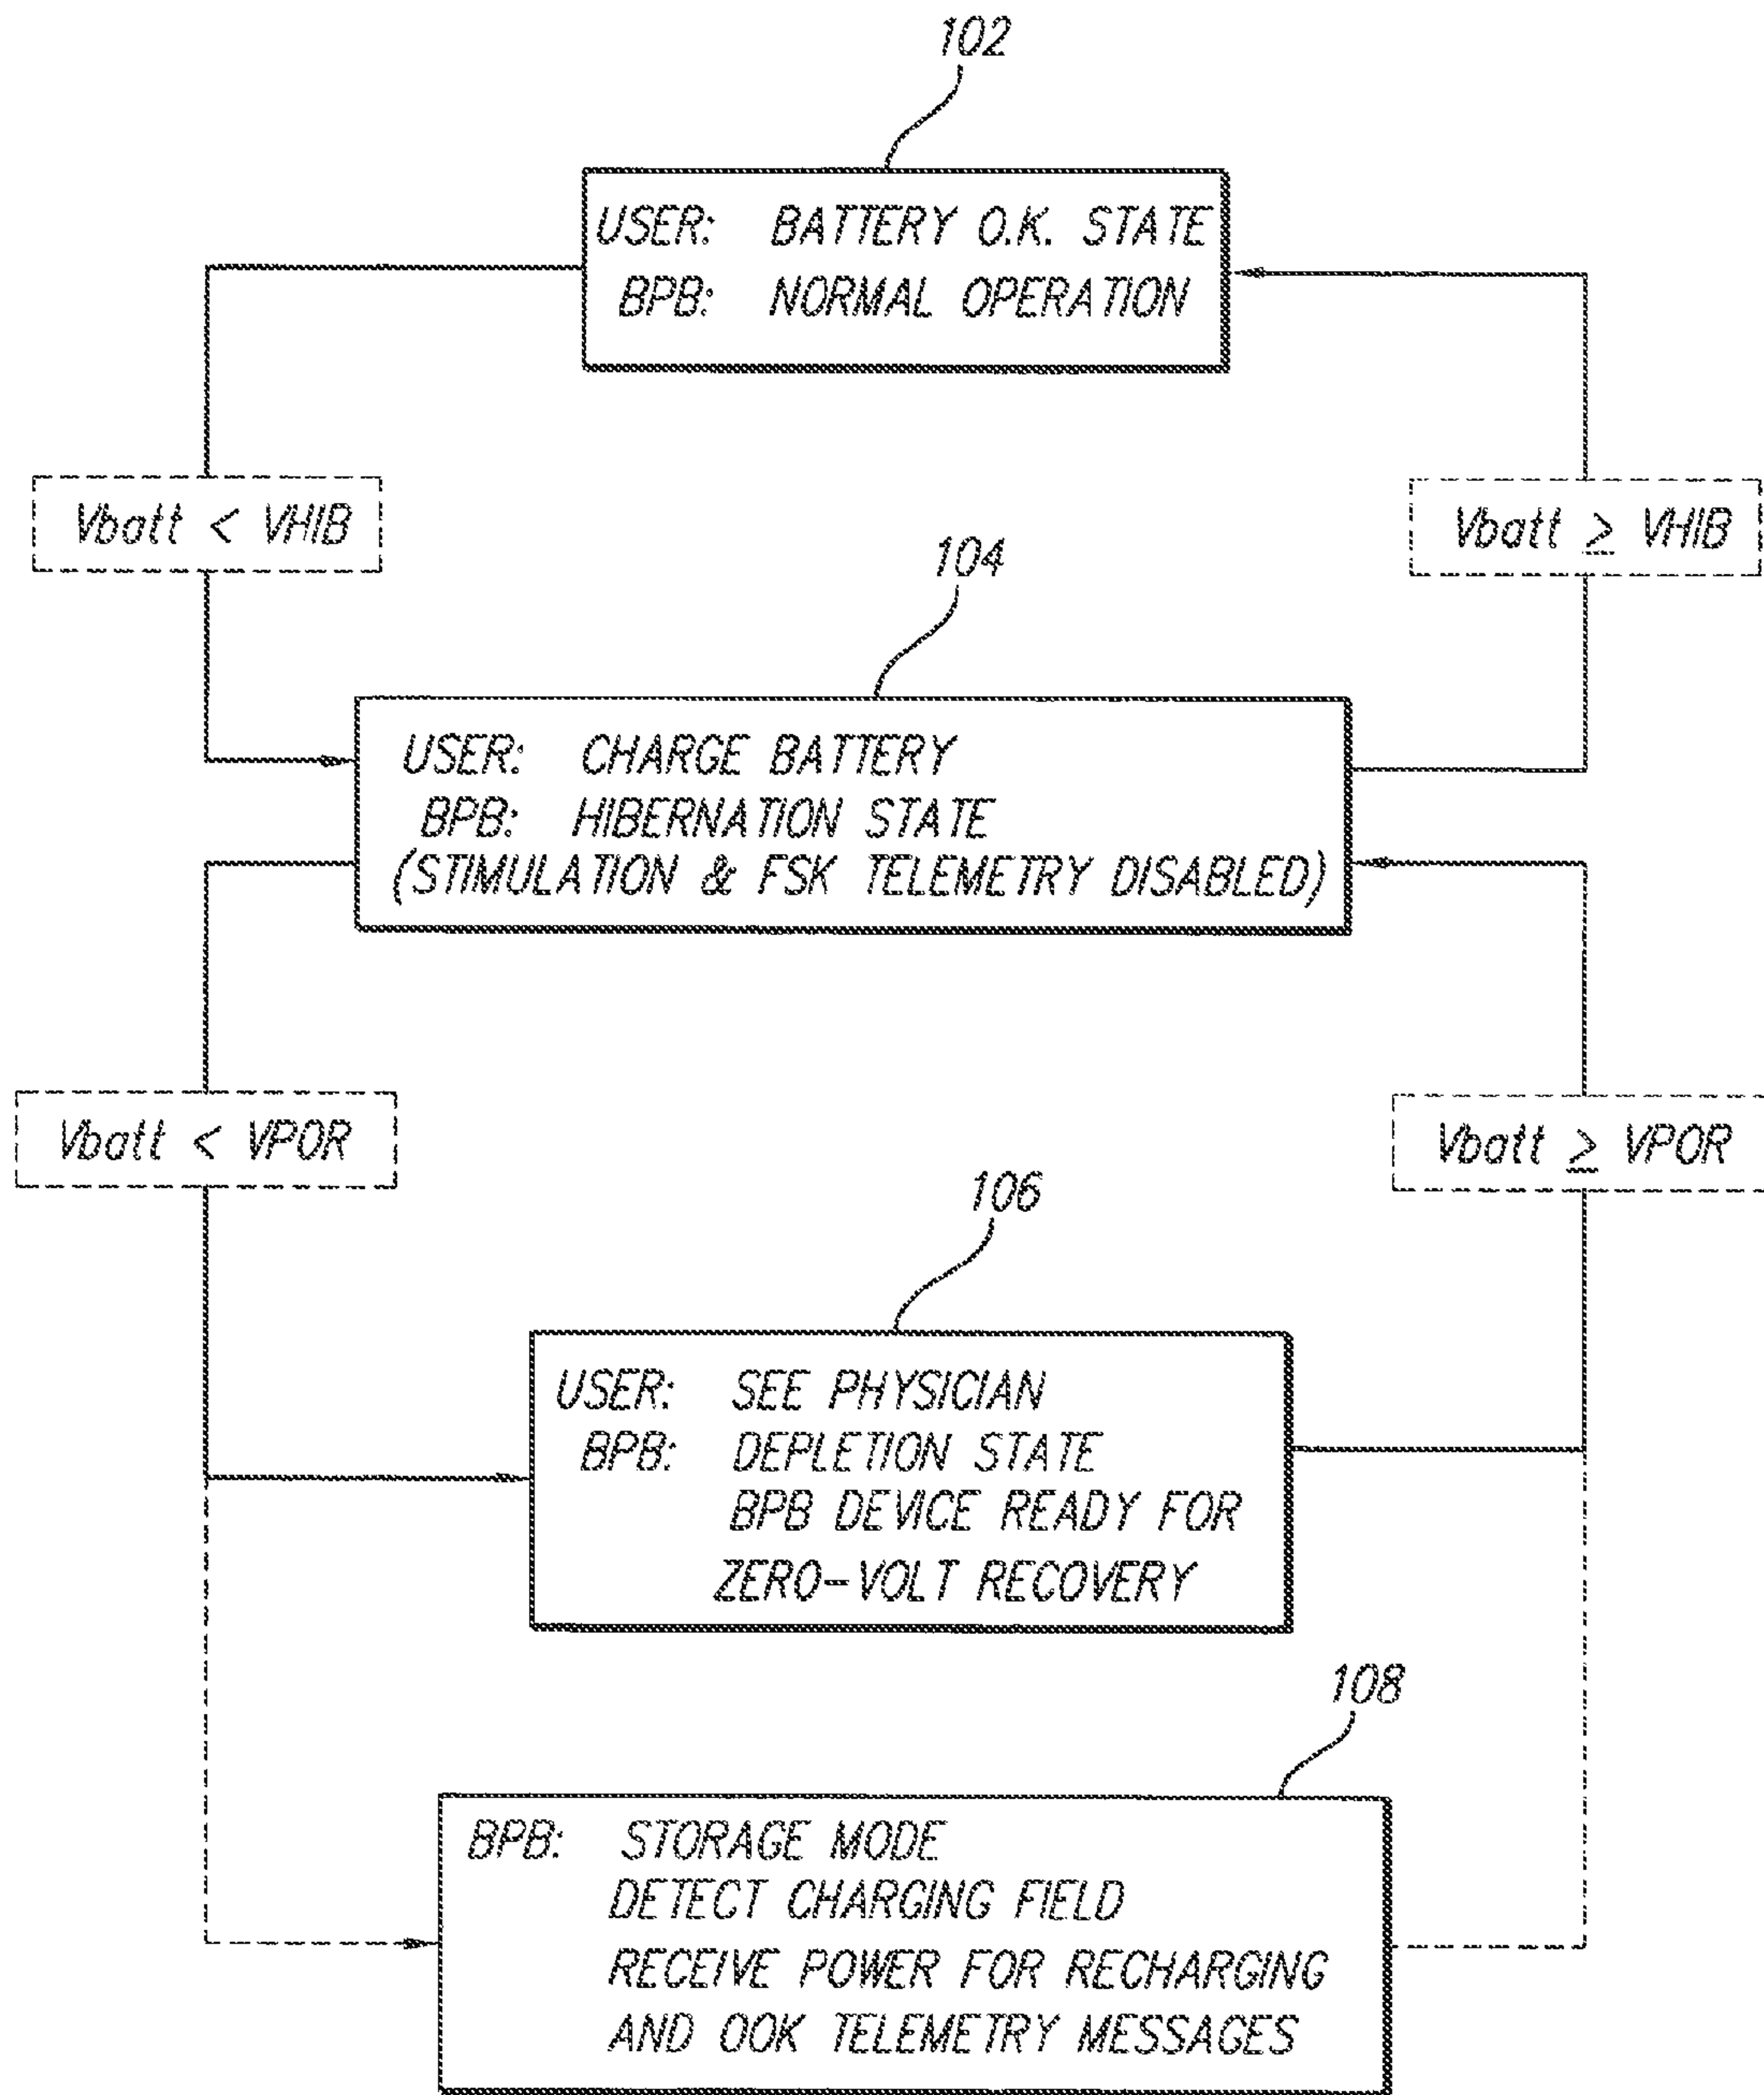 102
USER: BATTERY O.K. STATE
BPB: NORMAL OPERATION
Vbatt < VHIB
Vbatt ≥ VHIB
104
USER: CHARGE BATTERY
BPB: HIBERNATION STATE
(STIMULATION & FSK TELEMETRY DISABLED)
Vbatt < VPOR
Vbatt ≥ VPOR
106
USER: SEE PHYSICIAN
BPB: DEPLETION STATE
BPB DEVICE READY FOR
ZERO-VOLT RECOVERY
108
BPB: STORAGE MODE
DETECT CHARGING FIELD
RECEIVE POWER FOR RECHARGING
AND OOK TELEMETRY MESSAGES